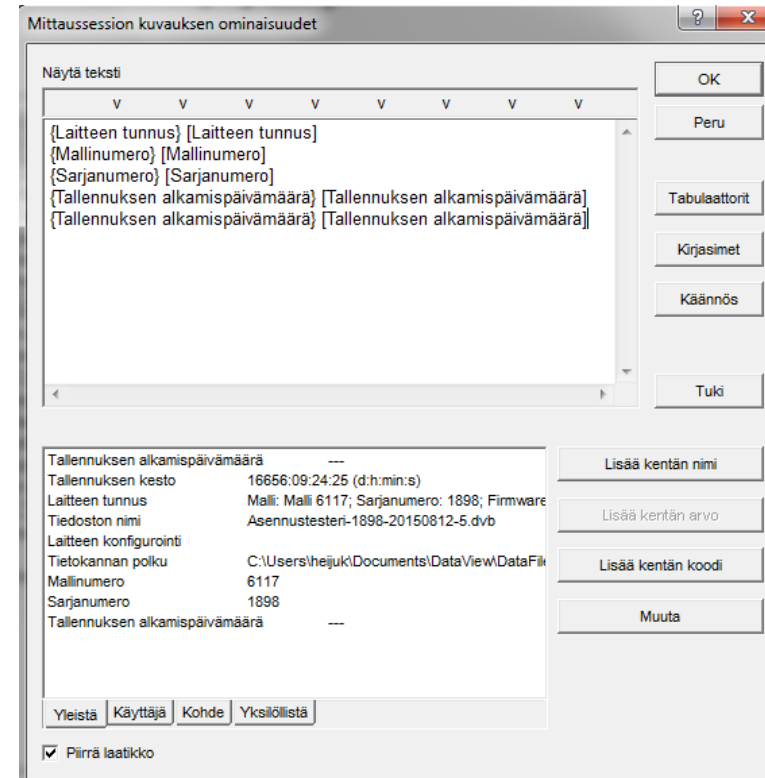 Mittaussession kuvauksen ominaisuudet
Näytä teksti
v v v v v v v v
{Laitteen tunnus} [Laitteen tunnus]
{Mallinumero} [Mallinumero]
{Sarjanumero} [Sarjanumero]
{Tallennuksen alkamispäivämäärä} [Tallennuksen alkamispäivämäärä]
{Tallennuksen alkamispäivämäärä} [Tallennuksen alkamispäivämäärä]
OK
Peru
Tabulaattorit
Kirjasimet
Käännös
Tuki
Tallennuksen alkamispäivämäärä ---
Tallennuksen kesto 16656:09:24:25 (d:h:min:s)
Laitteen tunnus Malli: Malli 6117; Sarjanumero: 1898; Firmware
Tiedoston nimi Asennustesteri-1898-20150812-5.dvb
Laitteen konfigurointi
Tietokannan polku C:\Users\heijuk\Documents\DataView\DataFile
Mallinumero 6117
Sarjanumero 1898
Tallennuksen alkamispäivämäärä ---
Lisää kentän nimi
Lisää kentän arvo
Lisää kentän koodi
Muuta
Yleistä Käyttäjä Kohde Yksilöllistä
Piirrä laatikko